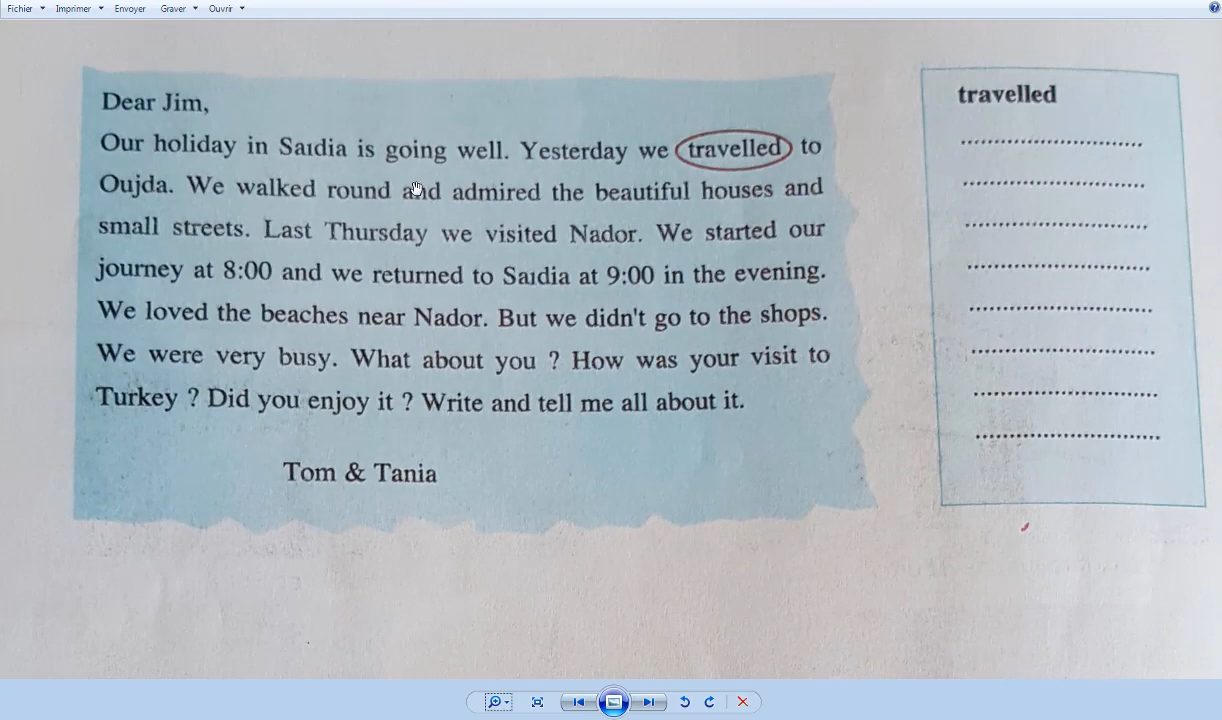 Fichier Imprimer Envoyer Graver Ouvrir
Dear Jim,
Our holiday in Saıdia is going well. Yesterday we travelled to
Oujda. We walked round and admired the beautiful houses and
small streets. Last Thursday we visited Nador. We started our
journey at 8:00 and we returned to Saıdia at 9:00 in the evening.
We loved the beaches near Nador. But we didn't go to the shops.
We were very busy. What about you ? How was your visit to
Turkey ? Did you enjoy it ? Write and tell me all about it.
Tom & Tania
travelled